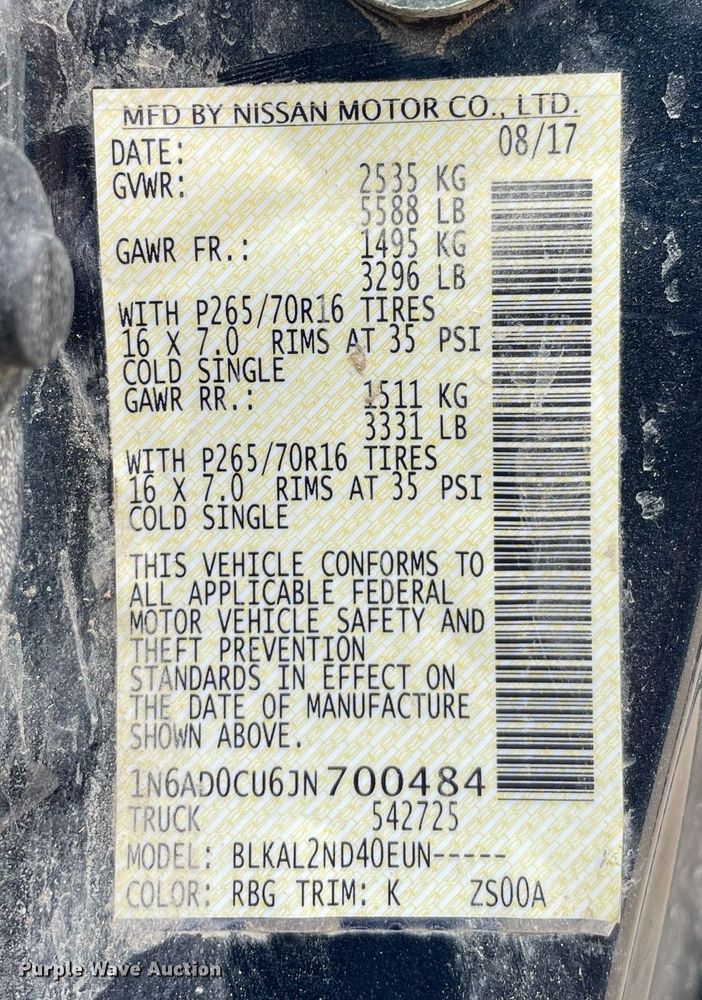 MFD BY NISSAN MOTOR CO., LTD.
DATE: 08/17
GVWR: 2535 KG
5588 LB
GAWR FR.: 1495 KG
3296 LB
WITH P265/70R16 TIRES
16 X 7.0 RIMS AT 35 PSI
COLD SINGLE
GAWR RR.: 1511 KG
3331 LB
WITH P265/70R16 TIRES
16 X 7.0 RIMS AT 35 PSI
COLD SINGLE
THIS VEHICLE CONFORMS TO
ALL APPLICABLE FEDERAL
MOTOR VEHICLE SAFETY AND
THEFT PREVENTION
STANDARDS IN EFFECT ON
THE DATE OF MANUFACTURE
SHOWN ABOVE.
1N6AD0CU6JN700484
TRUCK 542725
MODEL: BLKAL2ND40EUN-----
COLOR: RBG TRIM: K ZS00A
Purple Wave Auction